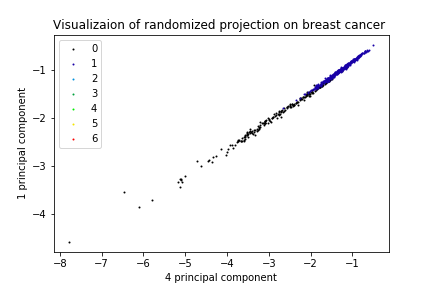 Visualizaion of randomized projection on breast cancer
0
1
2
3
4
5
6
−1
−2
−3
−4
1 principal component
−8 −7 −6 −5 −4 −3 −2 −1
4 principal component